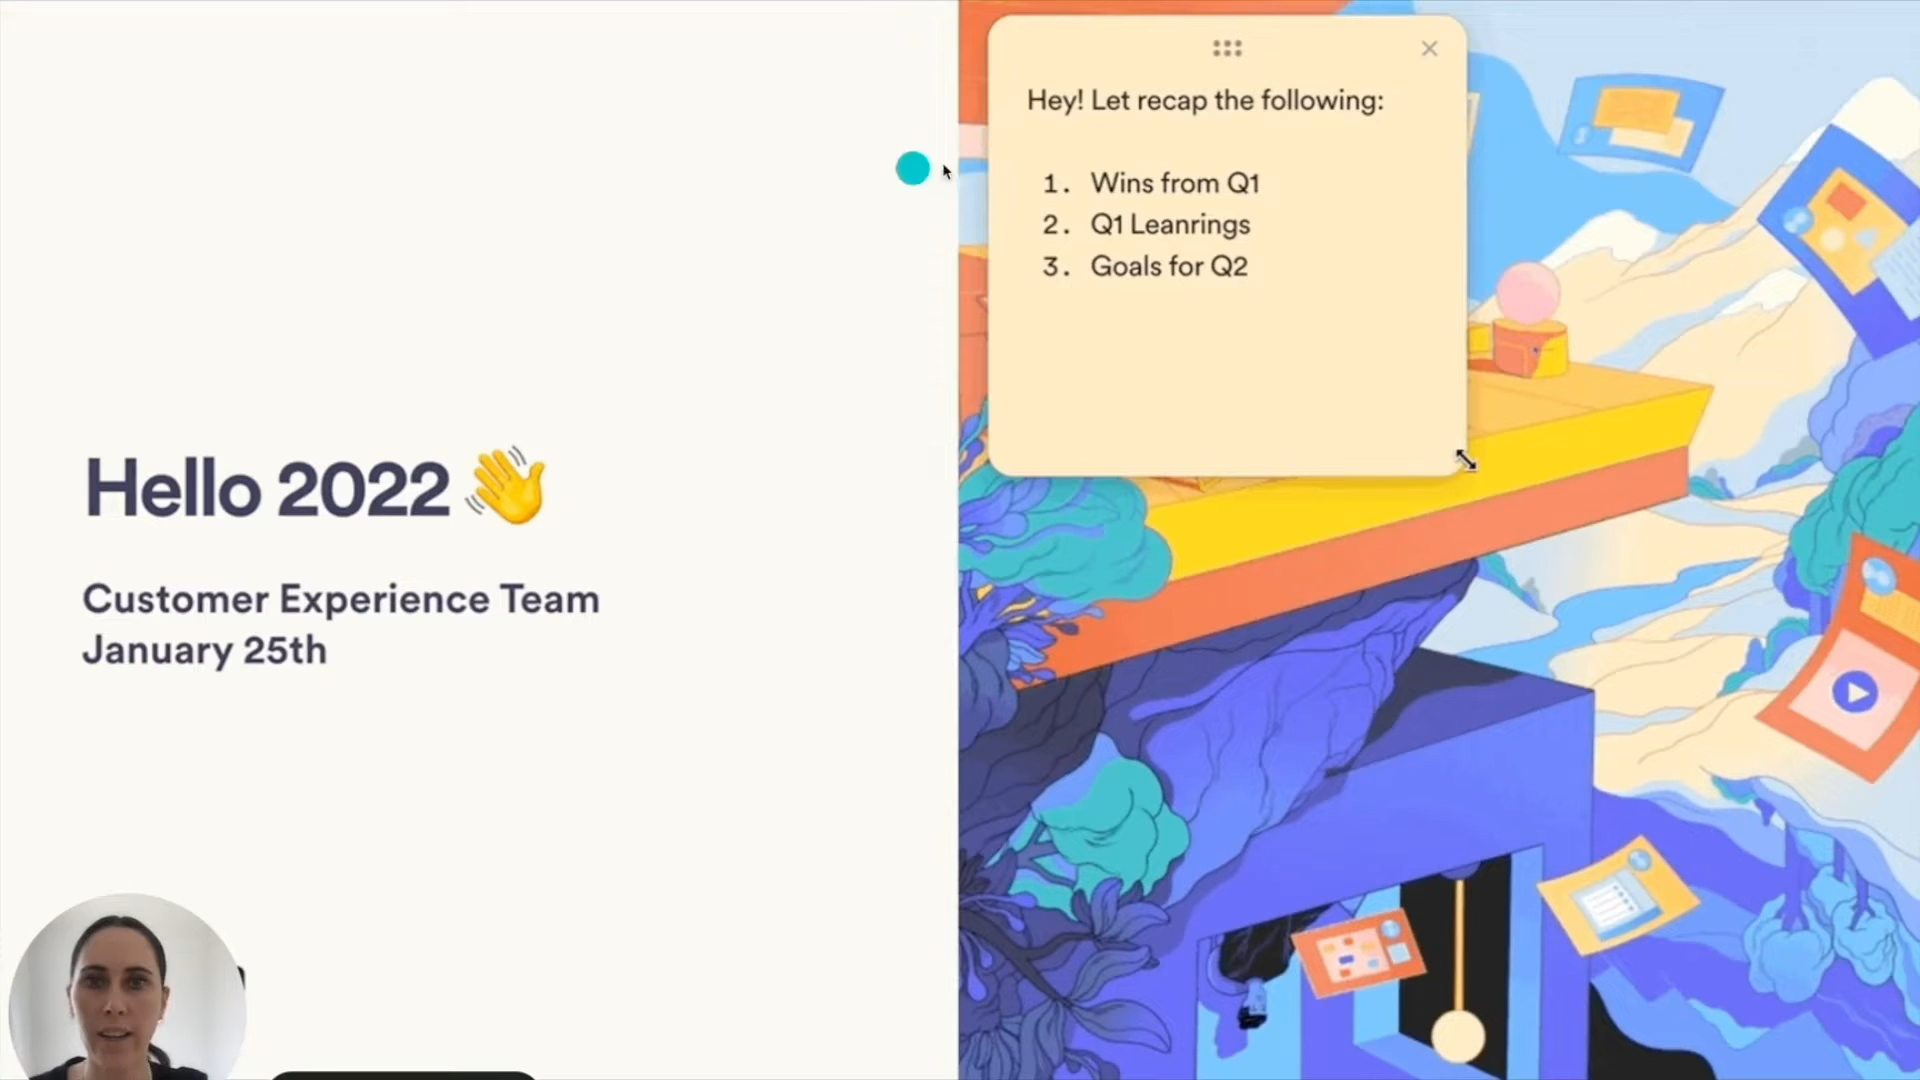 Hey! Let recap the following:
1. Wins from Q1
2. Q1 Leanrings
3. Goals for Q2
Hello 2022 👋
Customer Experience Team
January 25th